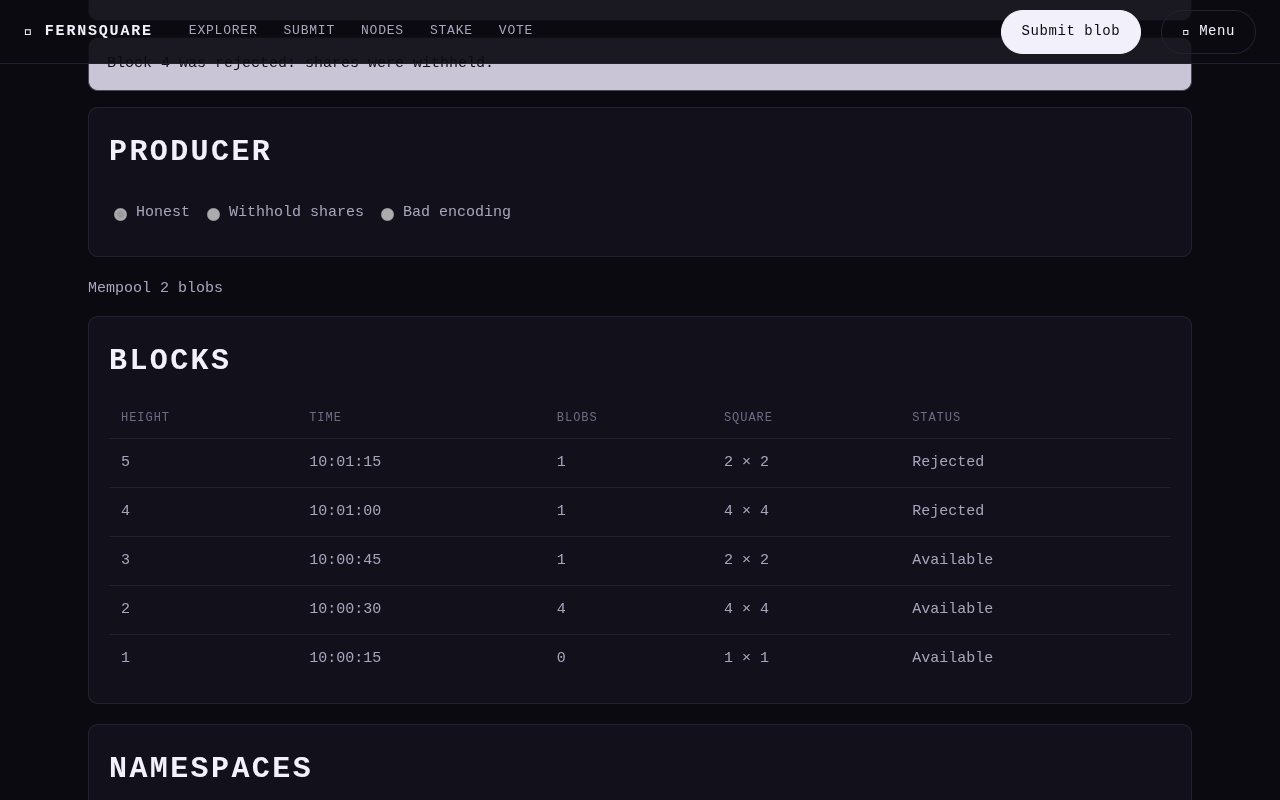 FERNSQUARE EXPLORER SUBMIT NODES STAKE VOTE Submit blob Menu
Block 4 was rejected: shares were withheld.
PRODUCER
Honest Withhold shares Bad encoding
Mempool 2 blobs
BLOCKS
HEIGHT TIME BLOBS SQUARE STATUS
5 10:01:15 1 2 × 2 Rejected
4 10:01:00 1 4 × 4 Rejected
3 10:00:45 1 2 × 2 Available
2 10:00:30 4 4 × 4 Available
1 10:00:15 0 1 × 1 Available
NAMESPACES